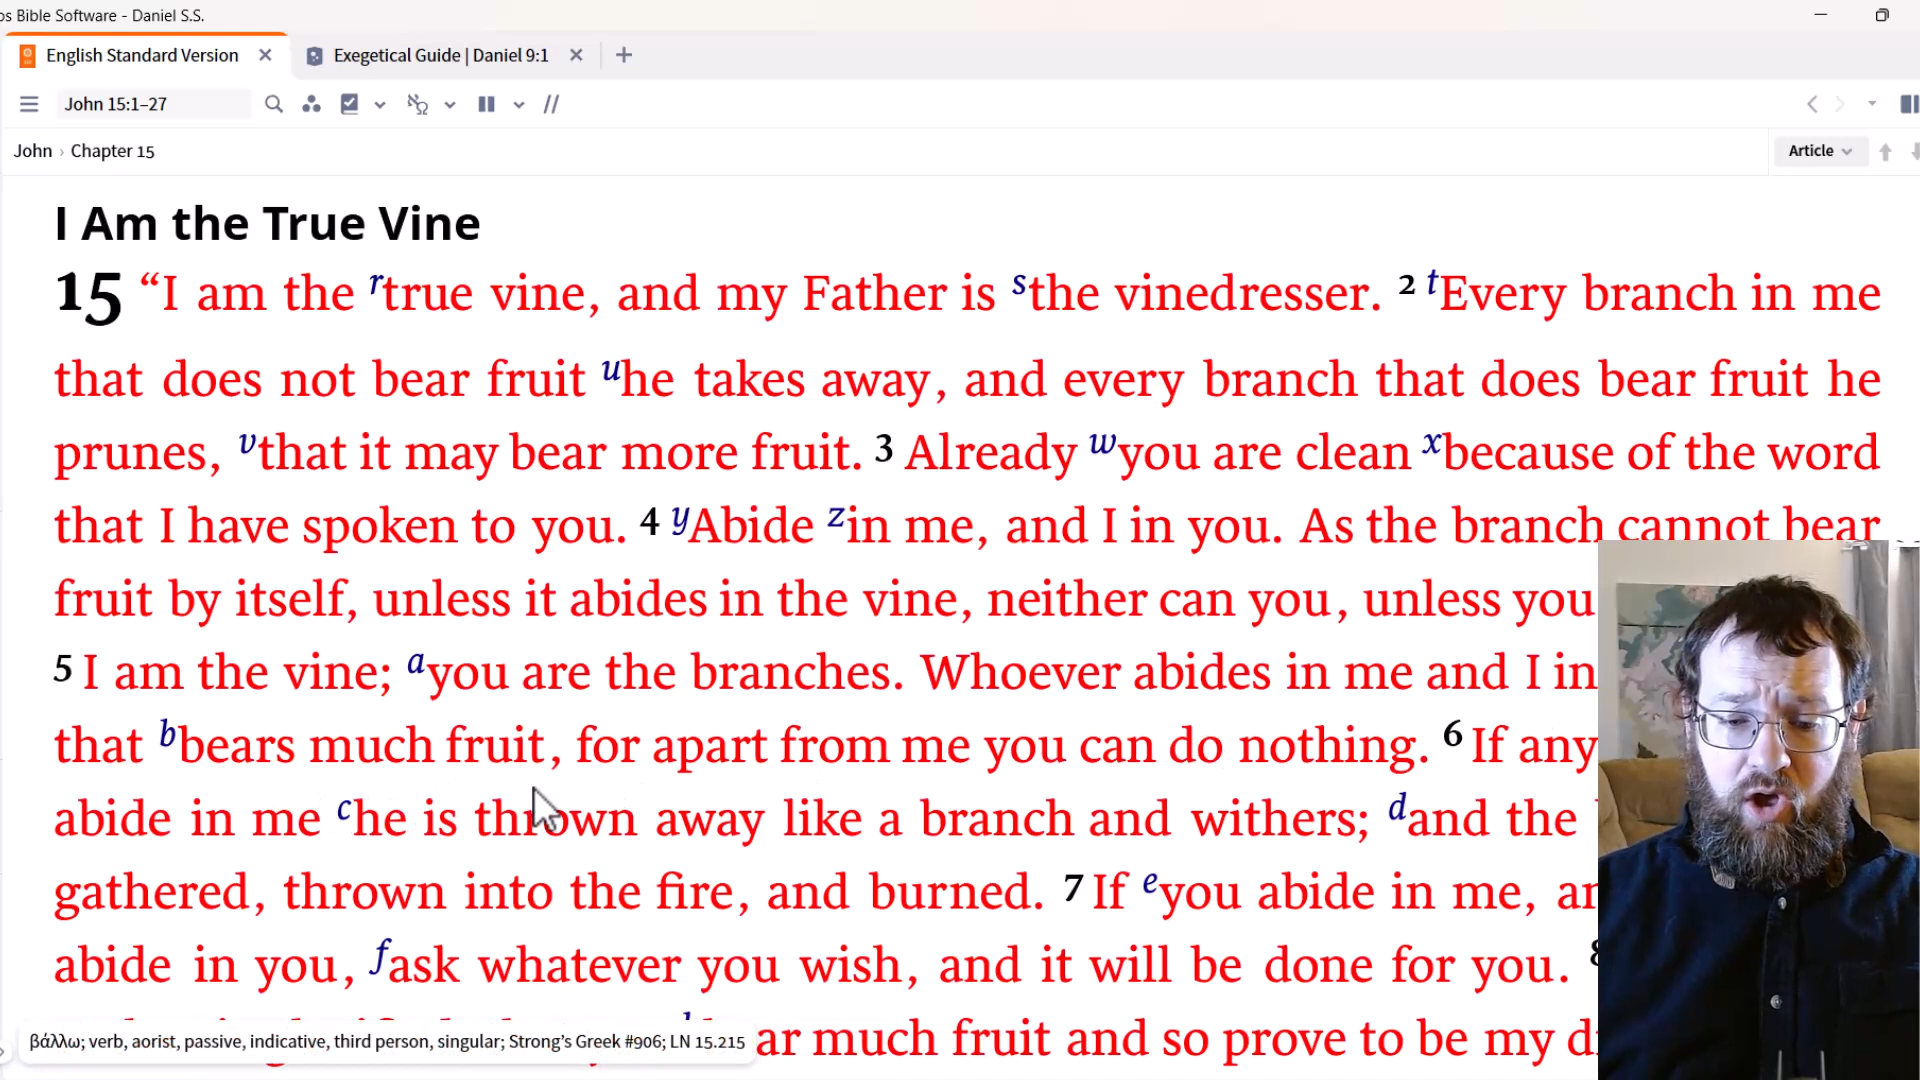 os Bible Software - Daniel S.S.
English Standard Version
Exegetical Guide | Daniel 9:1
John 15:1–27
John › Chapter 15
Article
I Am the True Vine
15 “I am the rtrue vine, and my Father is sthe vinedresser. 2 tEvery branch in me
that does not bear fruit uhe takes away, and every branch that does bear fruit he
prunes, vthat it may bear more fruit. 3 Already wyou are clean xbecause of the word
that I have spoken to you. 4 yAbide zin me, and I in you. As the branch cannot bear
fruit by itself, unless it abides in the vine, neither can you, unless you
5 I am the vine; ayou are the branches. Whoever abides in me and I in
that bbears much fruit, for apart from me you can do nothing. 6 If any
abide in me che is thrown away like a branch and withers; dand the
gathered, thrown into the fire, and burned. 7 If eyou abide in me, an
abide in you, fask whatever you wish, and it will be done for you. 8
ar much fruit and so prove to be my
βάλλω; verb, aorist, passive, indicative, third person, singular; Strong’s Greek #906; LN 15.215